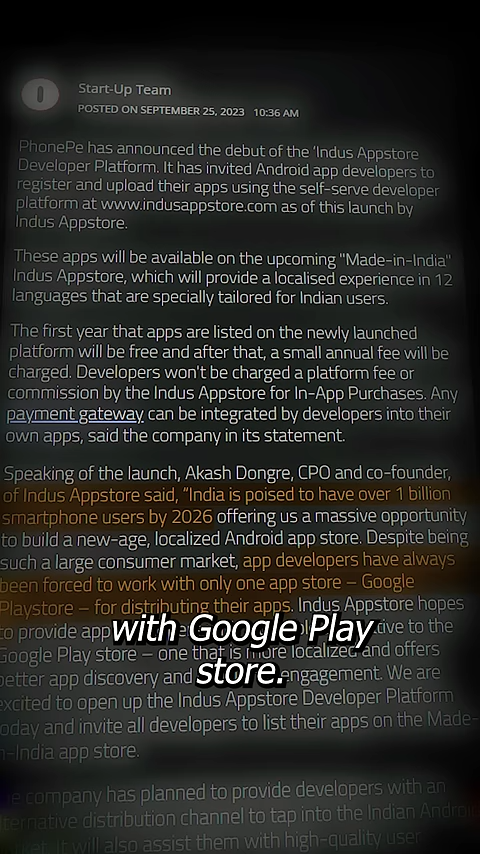 Start-Up Team
POSTED ON SEPTEMBER 25, 2023 10:36 AM
PhonePe has announced the debut of the 'Indus Appstore
Developer Platform. It has invited Android app developers to
register and upload their apps using the self-serve developer
platform at www.indusappstore.com as of this launch by
Indus Appstore.
These apps will be available on the upcoming "Made-in-India"
Indus Appstore, which will provide a localised experience in 12
languages that are specially tailored for Indian users.
The first year that apps are listed on the newly launched
platform will be free and after that, a small annual fee will be
charged. Developers won't be charged a platform fee or
commission by the Indus Appstore for In-App Purchases. Any
payment gateway can be integrated by developers into their
own apps, said the company in its statement.
Speaking of the launch, Akash Dongre, CPO and co-founder,
of Indus Appstore said, "India is poised to have over 1 billion
smartphone users by 2026 offering us a massive opportunity
to build a new-age, localized Android app store. Despite being
such a large consumer market, app developers have always
been forced to work with only one app store – Google
Playstore – for distributing their apps. Indus Appstore hopes
to provide app
with Google Play
Google Play store – one that is more localized and offers
store.
better app discovery and engagement. We are
excited to open up the Indus Appstore Developer Platform
today and invite all developers to list their apps on the Made-
n-India app store.
company has planned to provide developers with an
alternative distribution channel to tap into the Indian Android
It will also assist them with high-quality user